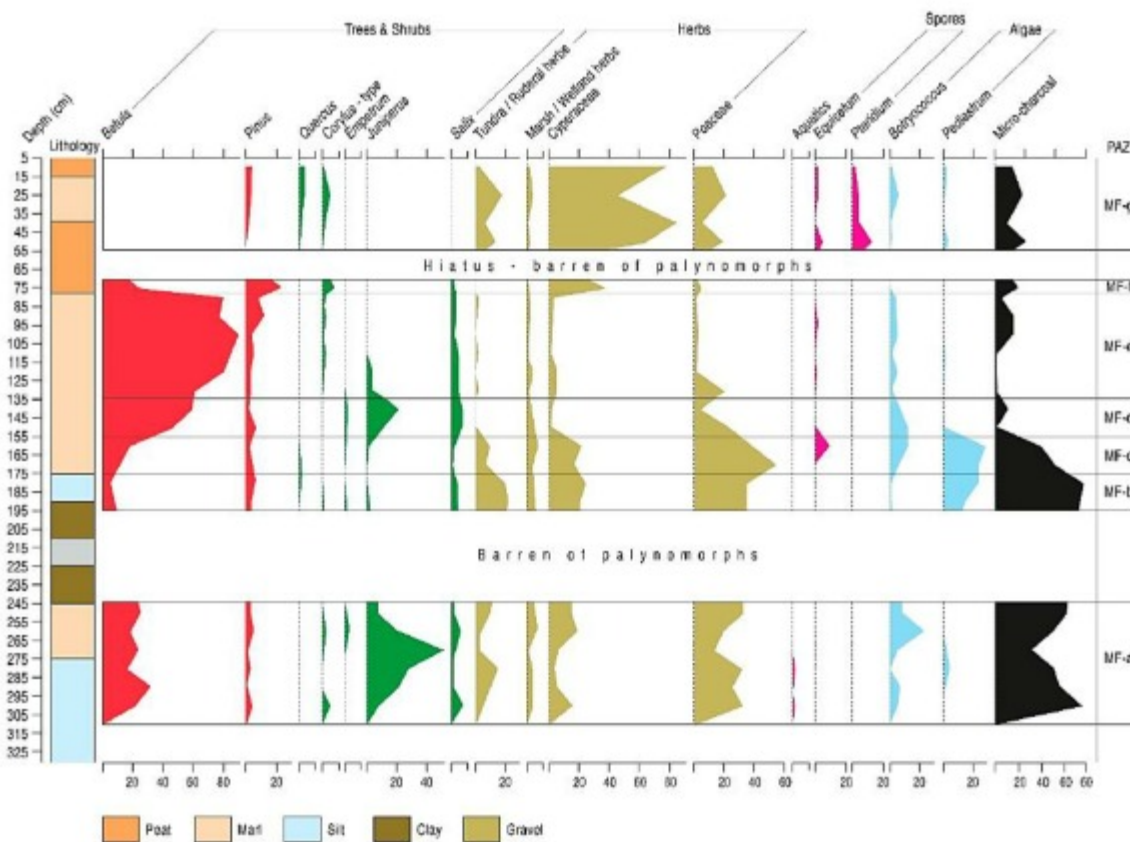 Trees & Shrubs
Herbs
Spores
Algae
Depth (cm)
Lithology
Betula
Pinus
Quercus
Corylus - type
Empetrum
Juniperus
Salix
Tundra / Ruderal herbs
Marsh / Wetland herbs
Cyperaceae
Poaceae
Aquatics
Equisetum
Pteridium
Botryococcus
Pediastrum
Micro-charcoal
PAZ
5
15
25
35
45
55
65
75
85
95
105
115
125
135
145
155
165
175
185
195
205
215
225
235
245
255
265
275
285
295
305
315
325
Hiatus - barren of palynomorphs
Barren of palynomorphs
20 40 60 80
20
20 40
20
20 40 60 80
20 40 60
20
20
20
20
20 40 60
Peat
Marl
Silt
Clay
Gravel